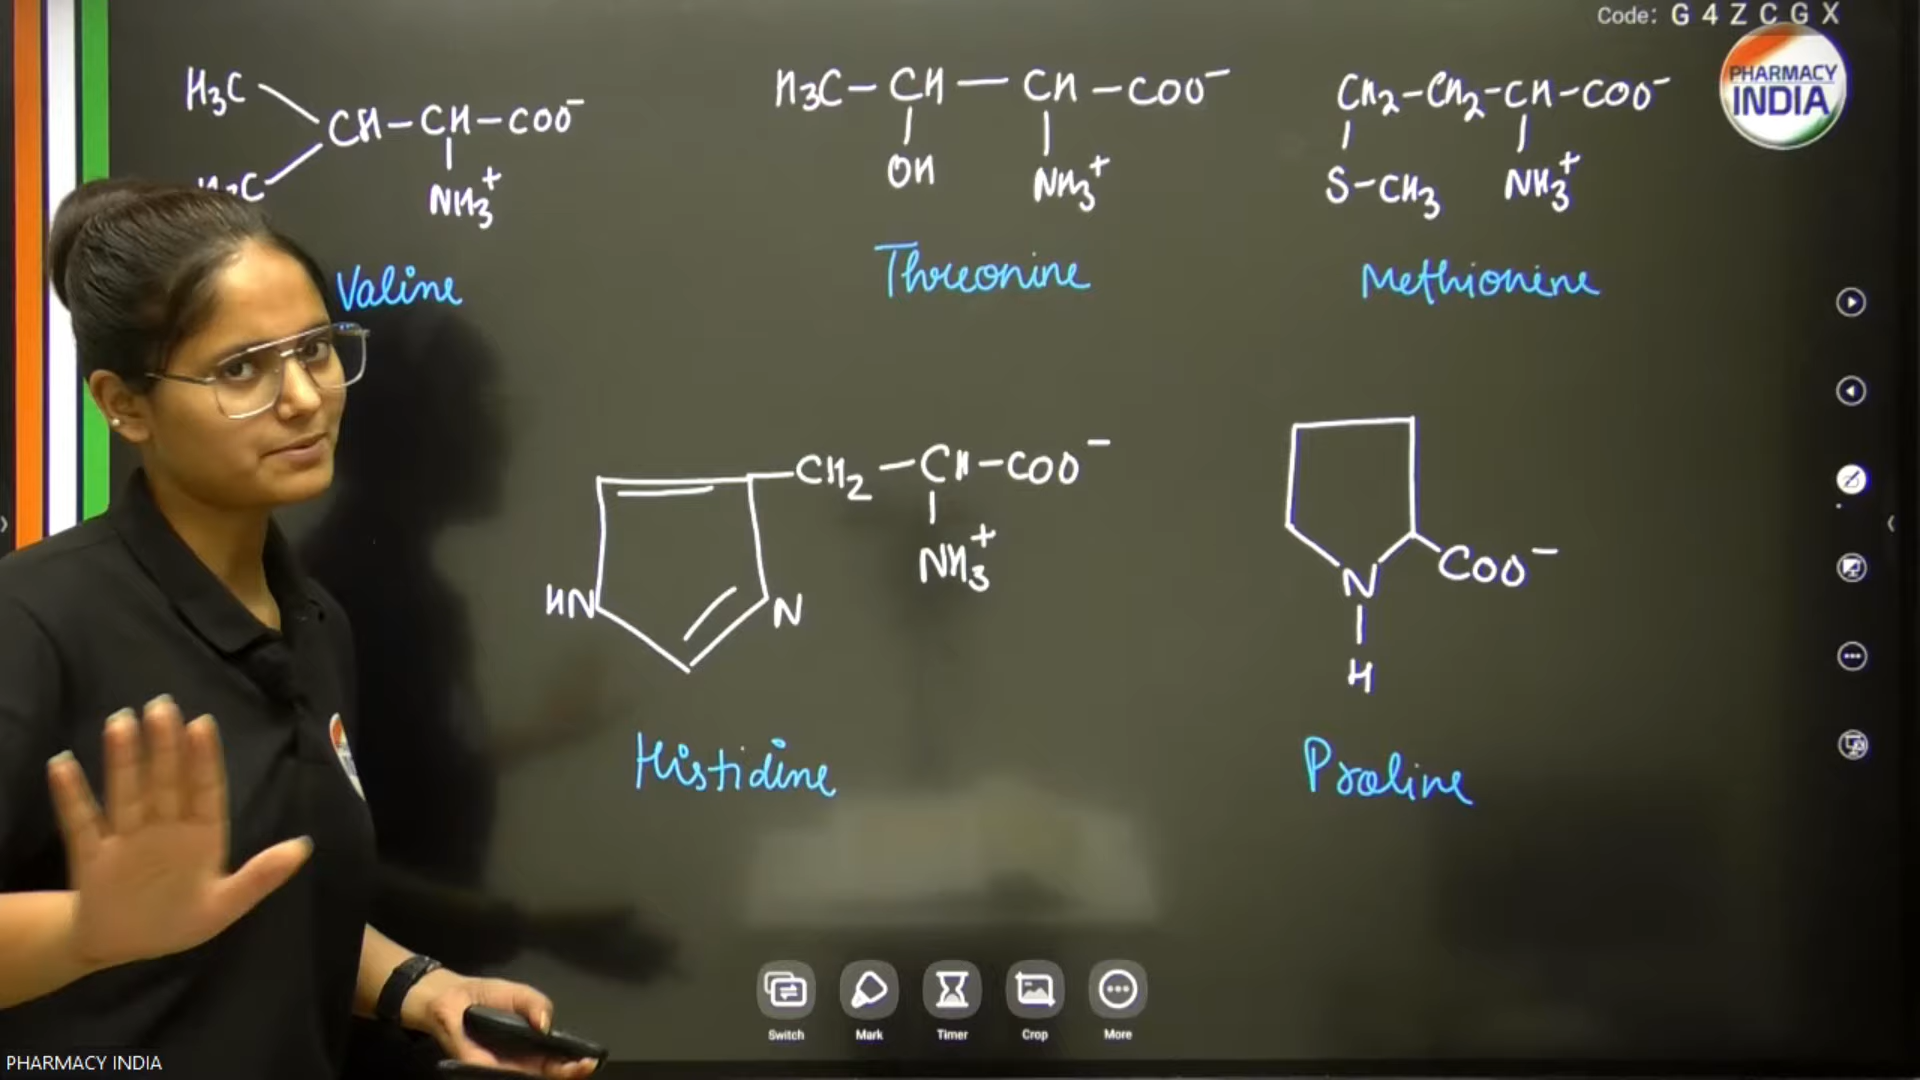 Code: G 4 Z C G X
PHARMACY
INDIA
H₃C
CH-CH-COO⁻
NH₃⁺
Valine
H₃C-CH-CH-COO⁻
OH
NH₃⁺
Threonine
CH₂-CH₂-CH-COO⁻
S-CH₃
NH₃⁺
Methionine
CH₂-CH-COO⁻
NH₃⁺
HN
N
Histidine
N
COO⁻
H
Proline
Switch
Mark
Timer
Crop
More
PHARMACY INDIA